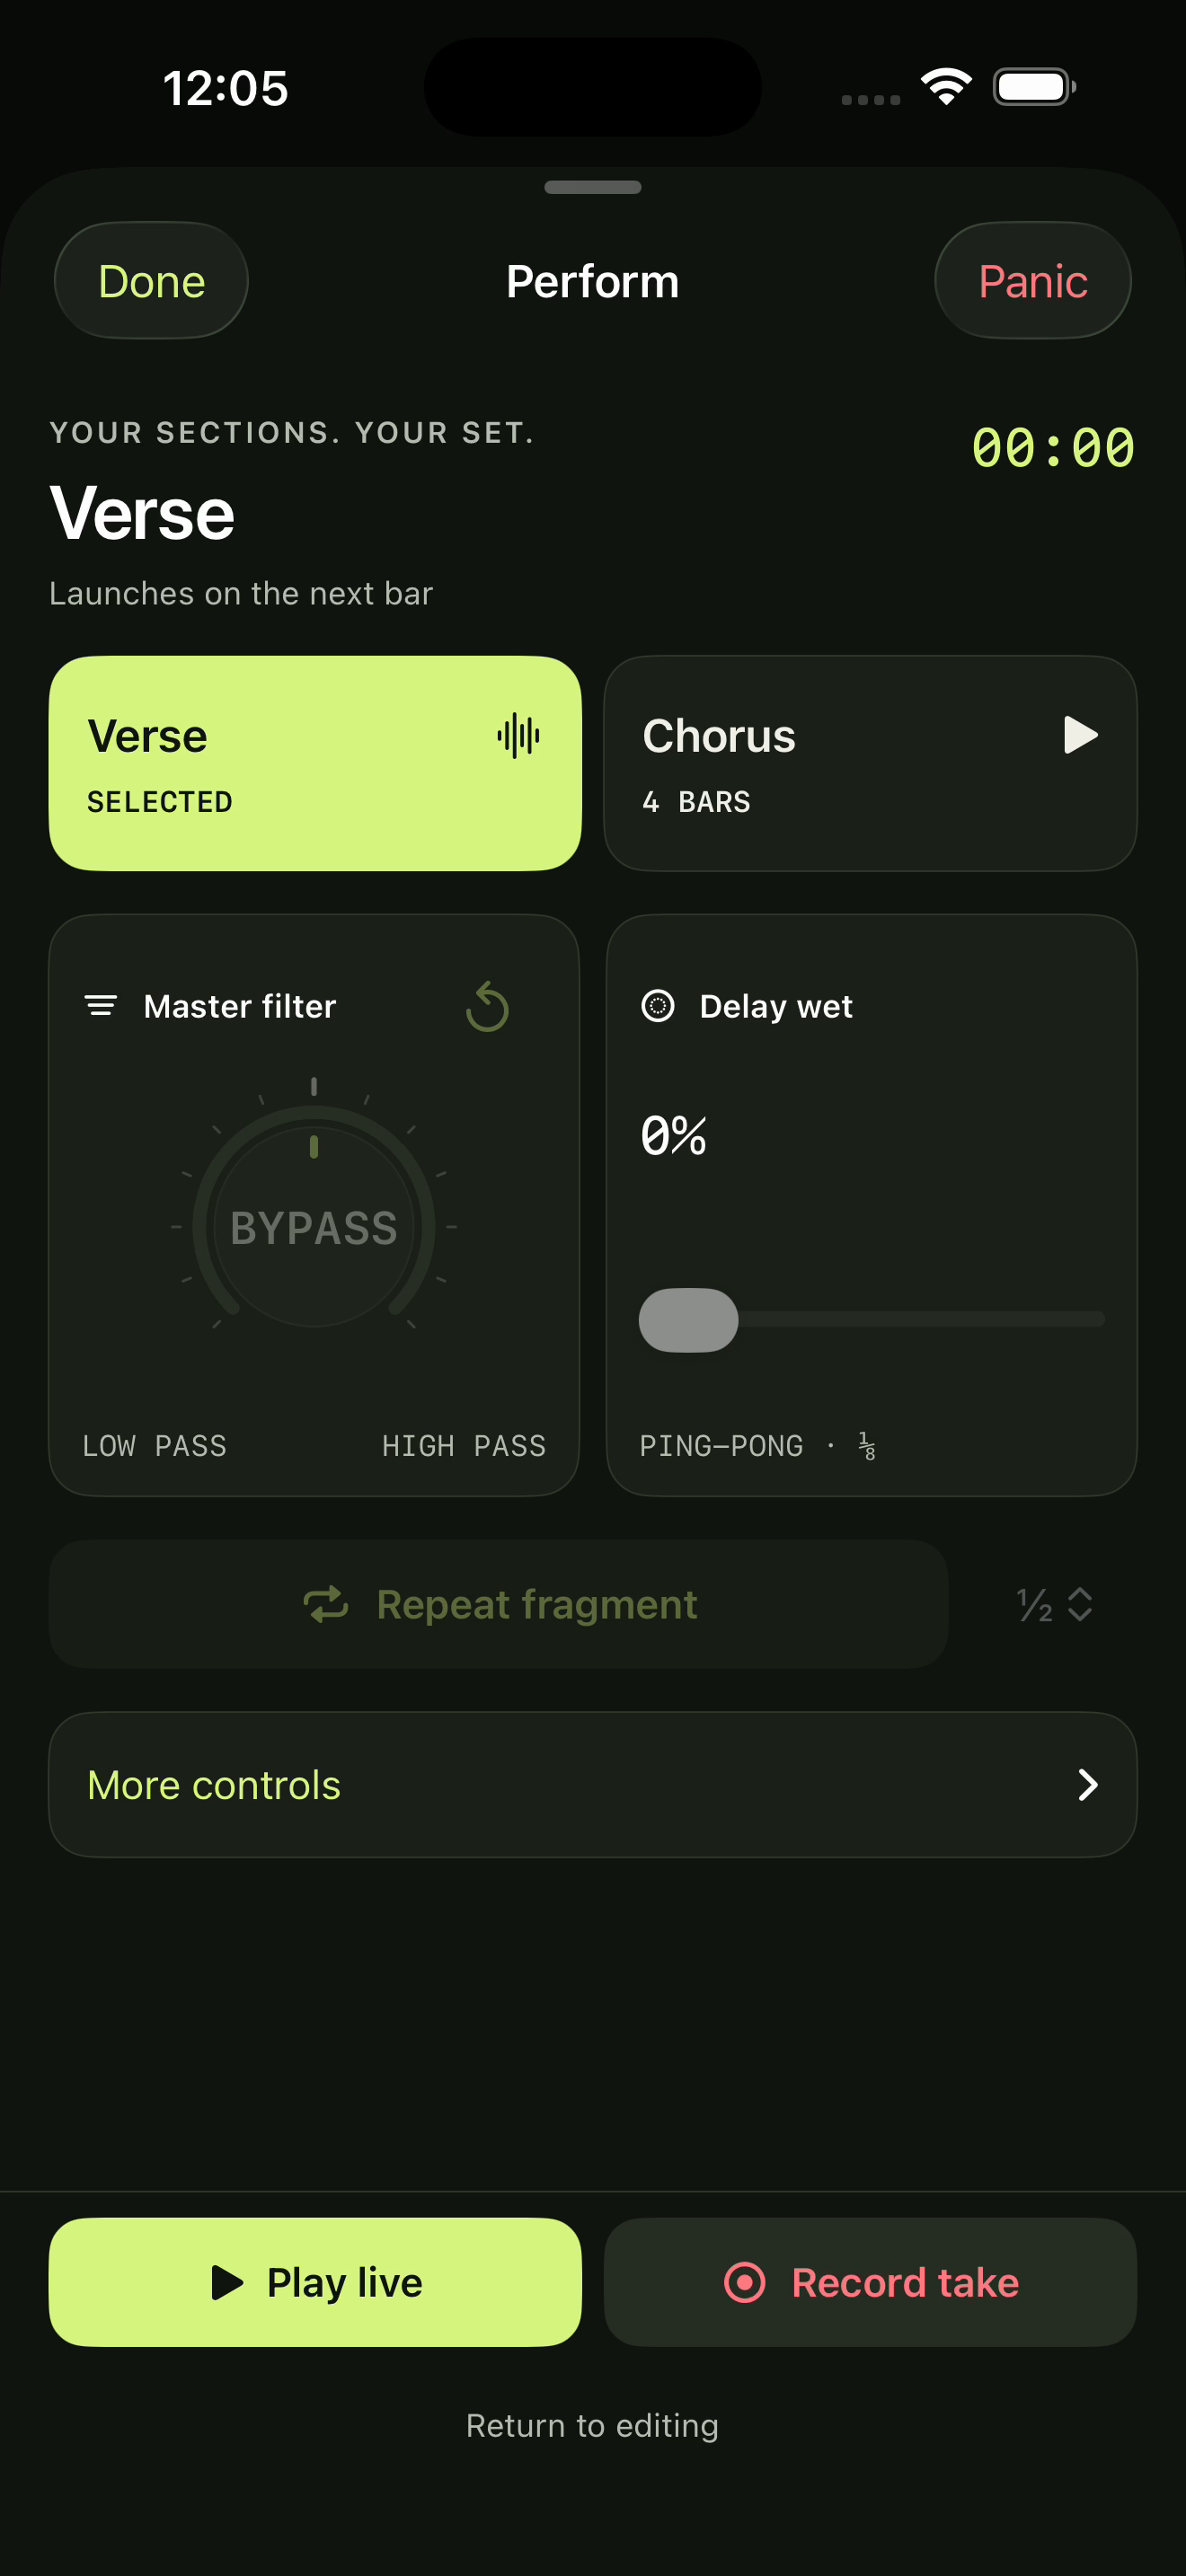 12:05
Done
Perform
Panic
YOUR SECTIONS. YOUR SET.
00:00
Verse
Launches on the next bar
Verse
SELECTED
Chorus
4 BARS
Master filter
BYPASS
LOW PASS
HIGH PASS
Delay wet
0%
PING–PONG · ⅛
Repeat fragment
½
More controls
Play live
Record take
Return to editing